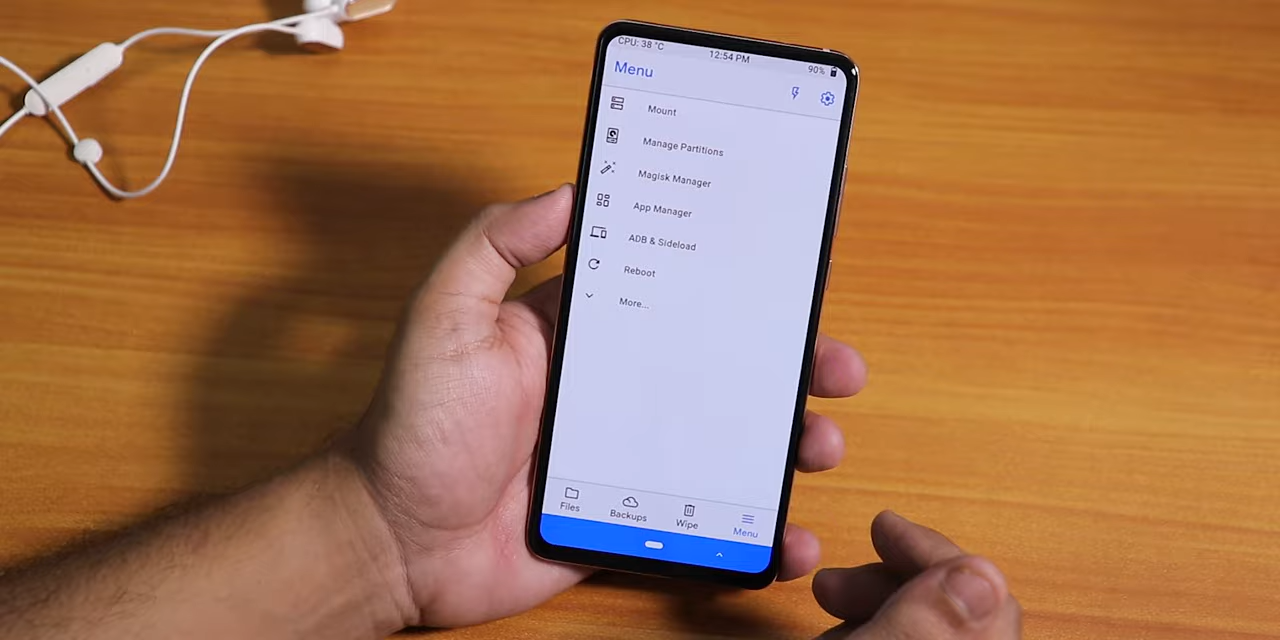 CPU: 38 °C
12:54 PM
90%
Menu
Mount
Manage Partitions
Magisk Manager
App Manager
ADB & Sideload
Reboot
More...
Files
Backups
Wipe
Menu